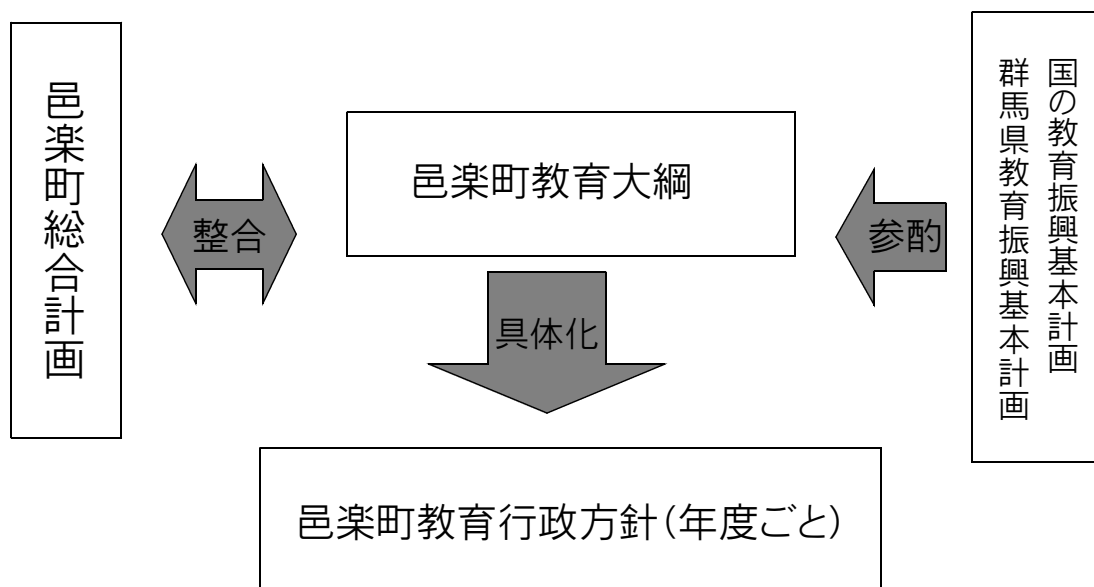 邑楽町総合計画
整合
邑楽町教育大綱
参酌
国の教育振興基本計画
群馬県教育振興基本計画
具体化
邑楽町教育行政方針(年度ごと)